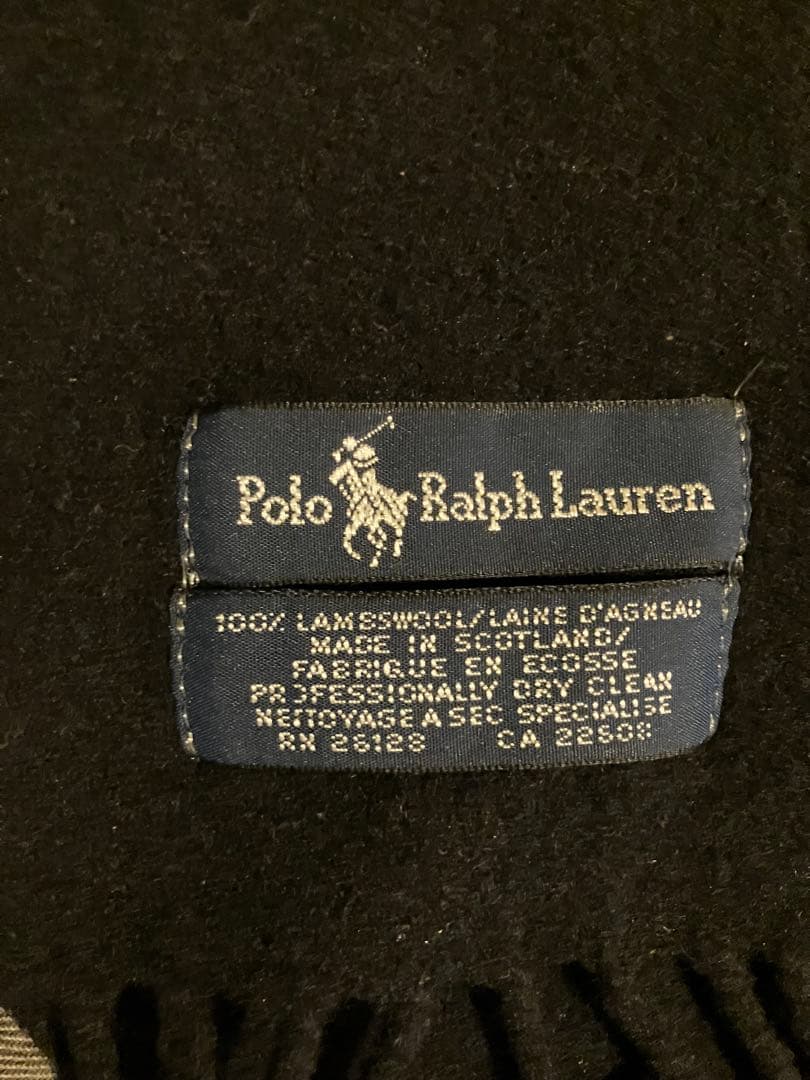 Polo Ralph Lauren
100% LAMBSWOOL/LAINE D'AGNEAU
MADE IN SCOTLAND/
FABRIQUE EN ECOSSE
PROFESSIONALLY DRY CLEAN
NETTOYAGE A SEC SPECIALISE
RN 28128 CA 22608